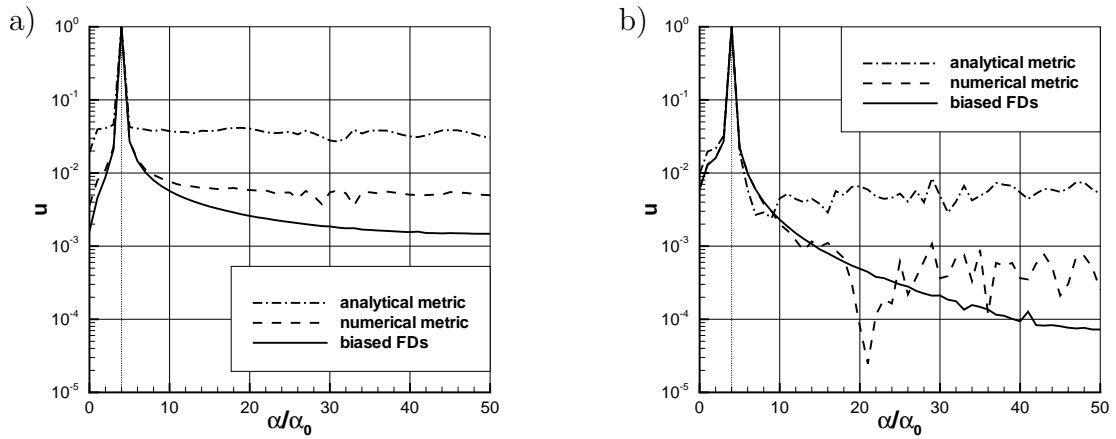 a)
u
10^0
10^-1
10^-2
10^-3
10^-4
10^-5
analytical metric
numerical metric
biased FDs
0 10 20 30 40 50
α/α_0
b)
u
10^0
10^-1
10^-2
10^-3
10^-4
10^-5
analytical metric
numerical metric
biased FDs
0 10 20 30 40 50
α/α_0